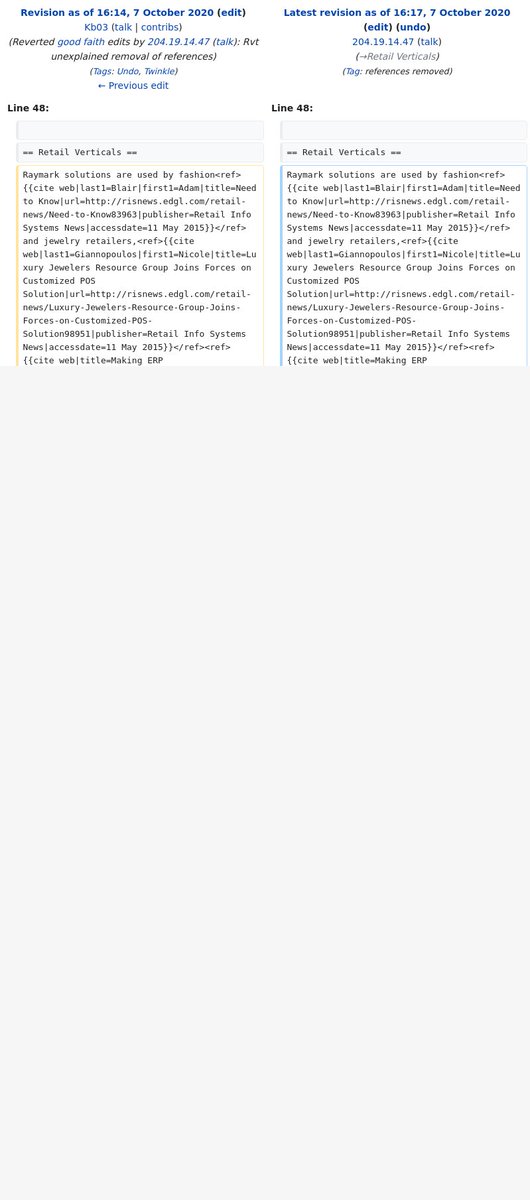 Revision as of 16:14, 7 October 2020 (edit)
Kb03 (talk | contribs)
(Reverted good faith edits by 204.19.14.47 (talk): Rvt
unexplained removal of references)
(Tags: Undo, Twinkle)
← Previous edit
Latest revision as of 16:17, 7 October 2020
(edit) (undo)
204.19.14.47 (talk)
(→Retail Verticals)
(Tag: references removed)
Line 48:
Line 48:
== Retail Verticals ==
== Retail Verticals ==
Raymark solutions are used by fashion<ref>
{{cite web|last1=Blair|first1=Adam|title=Need
to Know|url=http://risnews.edgl.com/retail-
news/Need-to-Know83963|publisher=Retail Info
Systems News|accessdate=11 May 2015}}</ref>
and jewelry retailers,<ref>{{cite
web|last1=Giannopoulos|first1=Nicole|title=Lu
xury Jewelers Resource Group Joins Forces on
Customized POS
Solution|url=http://risnews.edgl.com/retail-
news/Luxury-Jewelers-Resource-Group-Joins-
Forces-on-Customized-POS-
Solution98951|publisher=Retail Info Systems
News|accessdate=11 May 2015}}</ref><ref>
{{cite web|title=Making ERP
Raymark solutions are used by fashion<ref>
{{cite web|last1=Blair|first1=Adam|title=Need
to Know|url=http://risnews.edgl.com/retail-
news/Need-to-Know83963|publisher=Retail Info
Systems News|accessdate=11 May 2015}}</ref>
and jewelry retailers,<ref>{{cite
web|last1=Giannopoulos|first1=Nicole|title=Lu
xury Jewelers Resource Group Joins Forces on
Customized POS
Solution|url=http://risnews.edgl.com/retail-
news/Luxury-Jewelers-Resource-Group-Joins-
Forces-on-Customized-POS-
Solution98951|publisher=Retail Info Systems
News|accessdate=11 May 2015}}</ref><ref>
{{cite web|title=Making ERP